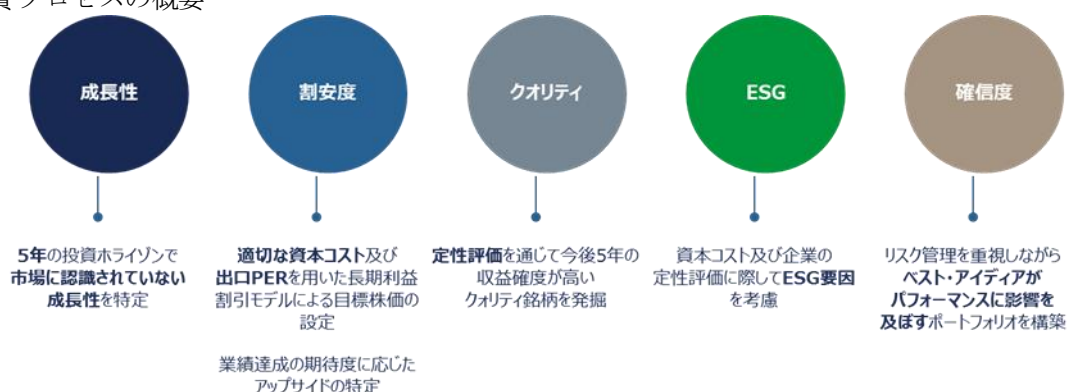 資プロセスの概要
成長性
割安度
クオリティ
ESG
確信度
5年の投資ホライゾンで
市場に認識されていない
成長性を特定
適切な資本コスト及び
出口PERを用いた長期利益
割引モデルによる目標株価の
設定
業績達成の期待度に応じた
アップサイドの特定
定性評価を通じて今後5年の
収益確度が高い
クオリティ銘柄を発掘
資本コスト及び企業の
定性評価に際してESG要因
を考慮
リスク管理を重視しながら
ベスト・アイディアが
パフォーマンスに影響を
及ぼすポートフォリオを構築